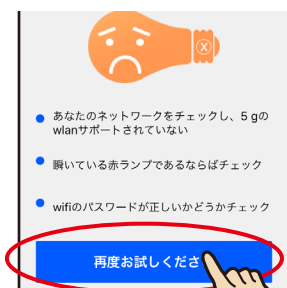 あなたのネットワークをチェックし、5 gの
wlanサポートされていない
瞬いている赤ランプであるならばチェック
wifiのパスワードが正しいかどうかチェック
再度お試しくださ